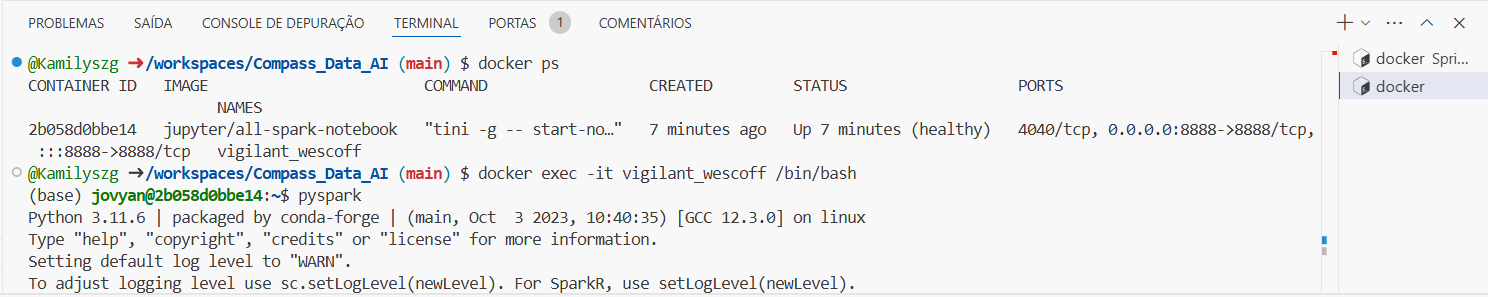 PROBLEMAS SAÍDA CONSOLE DE DEPURAÇÃO TERMINAL PORTAS 1 COMENTÁRIOS
@Kamilyszg ➜/workspaces/Compass_Data_AI (main) $ docker ps
CONTAINER ID   IMAGE                        COMMAND                  CREATED         STATUS                   PORTS
                      NAMES
2b058d0bbe14   jupyter/all-spark-notebook   "tini -g -- start-no…"   7 minutes ago   Up 7 minutes (healthy)   4040/tcp, 0.0.0.0:8888->8888/tcp,
 :::8888->8888/tcp   vigilant_wescoff
@Kamilyszg ➜/workspaces/Compass_Data_AI (main) $ docker exec -it vigilant_wescoff /bin/bash
(base) jovyan@2b058d0bbe14:~$ pyspark
Python 3.11.6 | packaged by conda-forge | (main, Oct  3 2023, 10:40:35) [GCC 12.3.0] on linux
Type "help", "copyright", "credits" or "license" for more information.
Setting default log level to "WARN".
To adjust logging level use sc.setLogLevel(newLevel). For SparkR, use setLogLevel(newLevel).
docker Spri...
docker